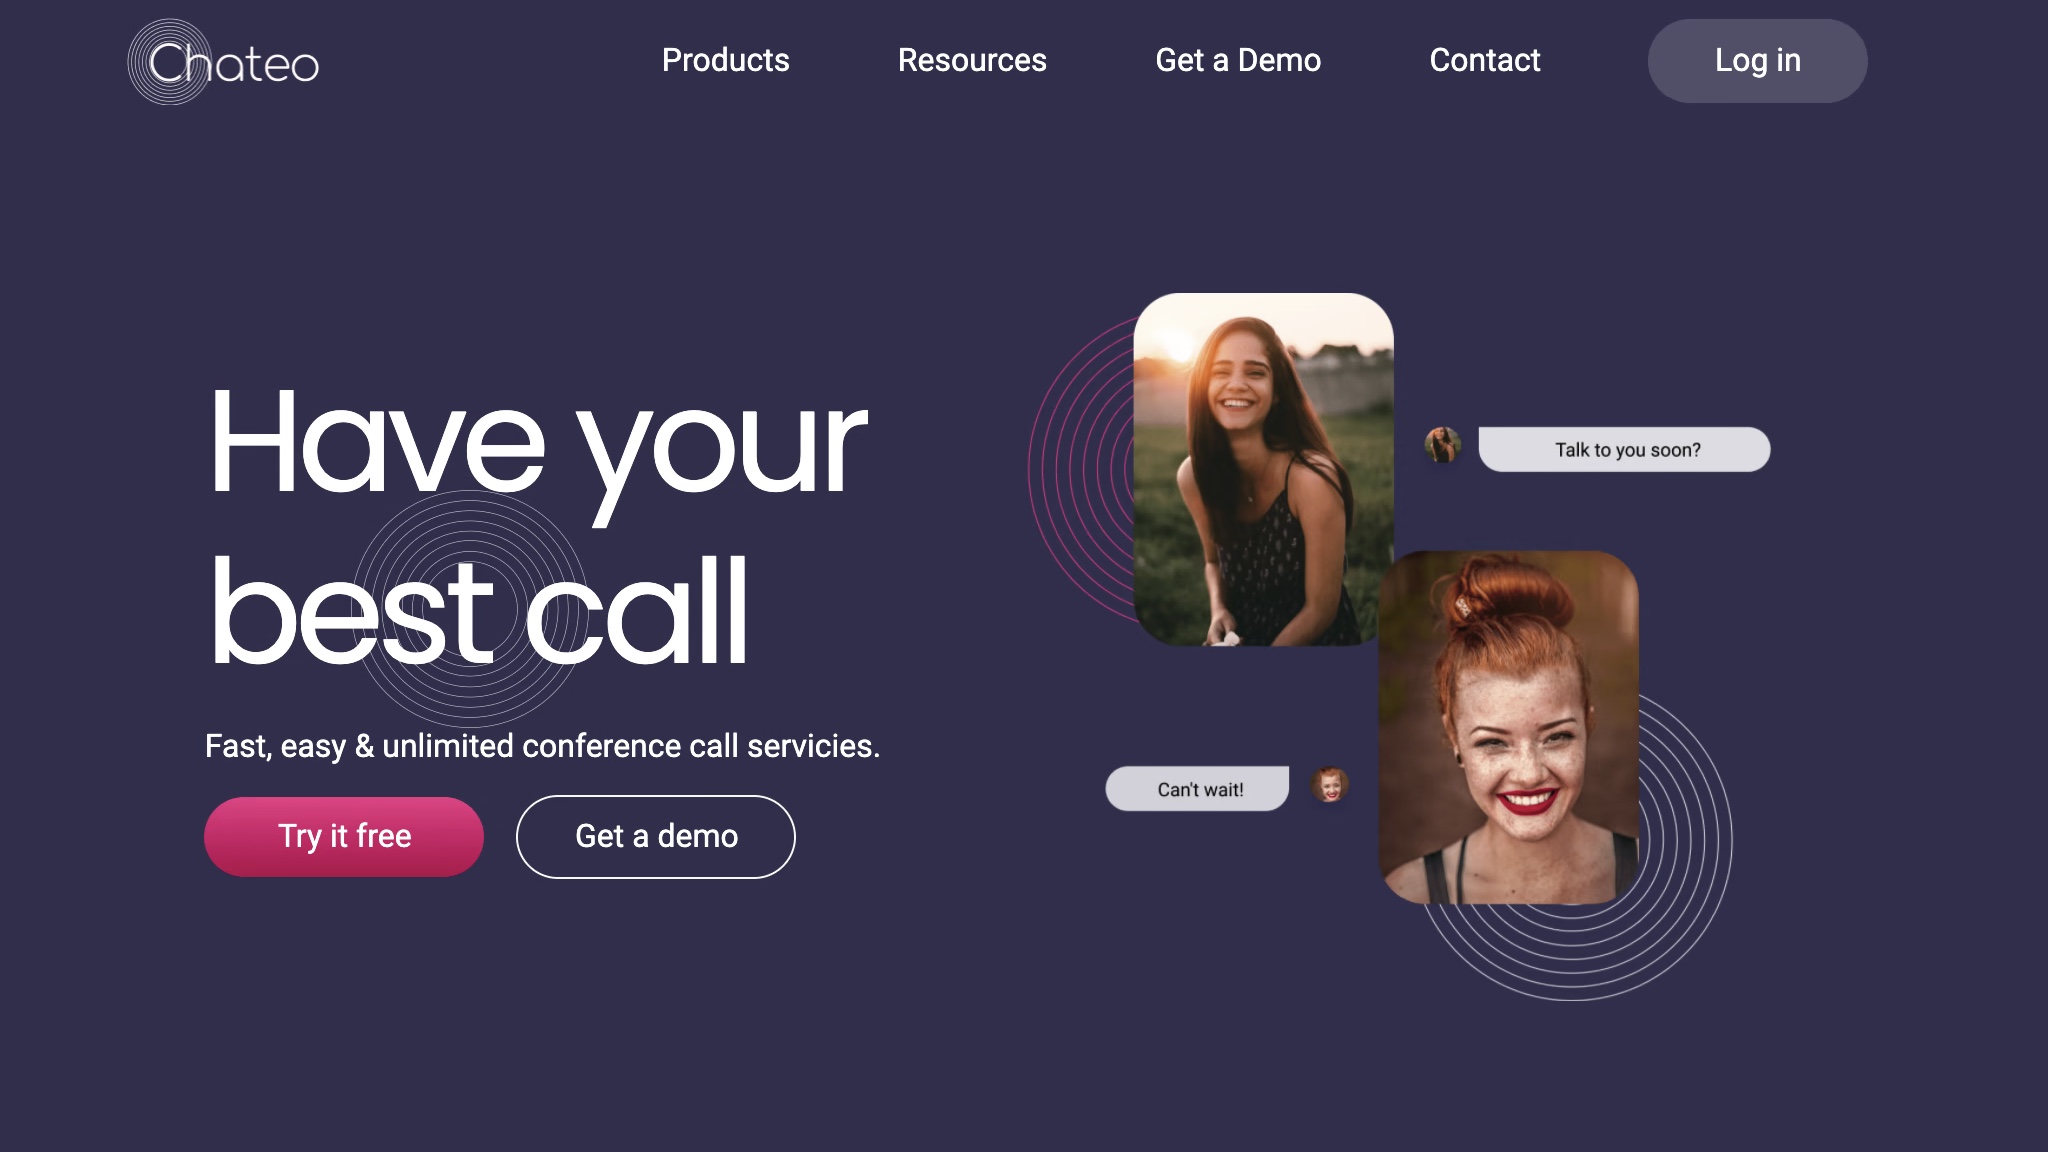 Chateo
Products
Resources
Get a Demo
Contact
Log in
Have your
best call
Fast, easy & unlimited conference call servicies.
Try it free
Get a demo
Talk to you soon?
Can't wait!